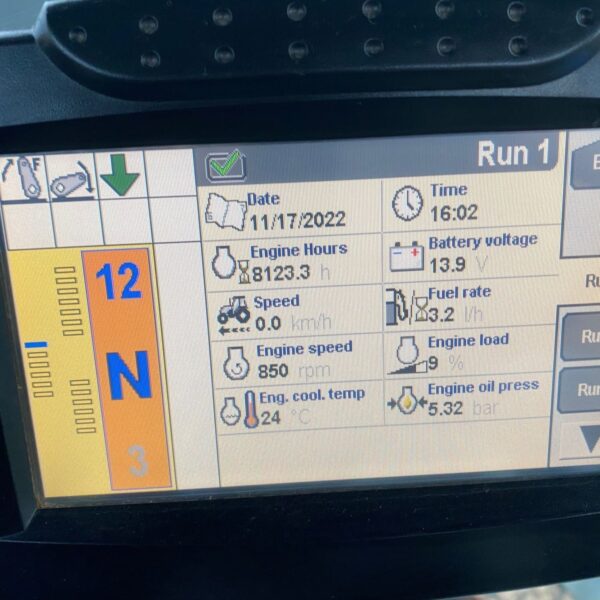 F
Run 1
Date
11/17/2022
Time
16:02
Engine Hours
8123.3 h
Battery voltage
13.9 V
Speed
0.0 km/h
Fuel rate
3.2 l/h
Engine speed
850 rpm
Engine load
9 %
Eng. cool. temp
24 °C
Engine oil press
5.32 bar
12
N
3